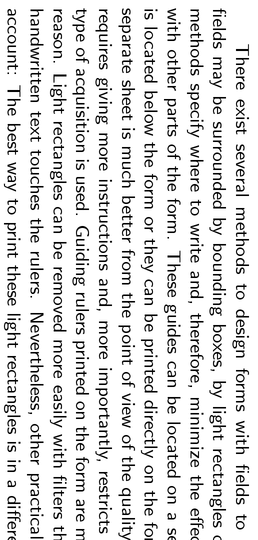 There exist several methods to design forms with fields to
fields may be surrounded by bounding boxes, by light rectangles
methods specify where to write and, therefore, minimize the effec
with other parts of the form. These guides can be located on a se
is located below the form or they can be printed directly on the for
separate sheet is much better from the point of view of the quality
requires giving more instructions and, more importantly, restricts
type of acquisition is used. Guiding rulers printed on the form are m
reason. Light rectangles can be removed more easily with filters th
handwritten text touches the rulers. Nevertheless, other practical
account: The best way to print these light rectangles is in a differe